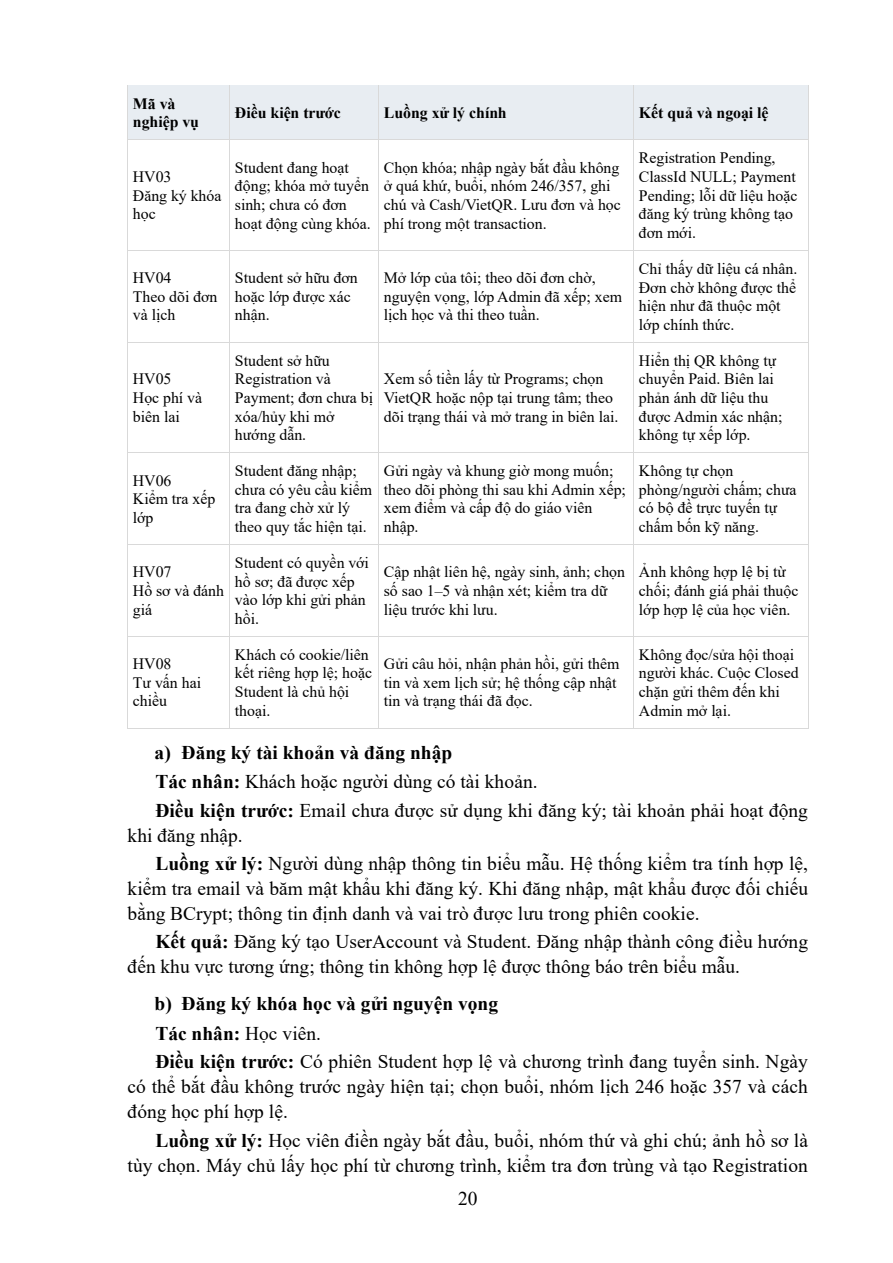 Mã và
nghiệp vụ
Điều kiện trước
Luồng xử lý chính
Kết quả và ngoại lệ
HV03
Đăng ký khóa
học
Student đang hoạt
động; khóa mở tuyển
sinh; chưa có đơn
hoạt động cùng khóa.
Chọn khóa; nhập ngày bắt đầu không
ở quá khứ, buổi, nhóm 246/357, ghi
chú và Cash/VietQR. Lưu đơn và học
phí trong một transaction.
Registration Pending,
ClassId NULL; Payment
Pending; lỗi dữ liệu hoặc
đăng ký trùng không tạo
đơn mới.
HV04
Theo dõi đơn
và lịch
Student sở hữu đơn
hoặc lớp được xác
nhận.
Mở lớp của tôi; theo dõi đơn chờ,
nguyện vọng, lớp Admin đã xếp; xem
lịch học và thi theo tuần.
Chỉ thấy dữ liệu cá nhân.
Đơn chờ không được thể
hiện như đã thuộc một
lớp chính thức.
HV05
Học phí và
biên lai
Student sở hữu
Registration và
Payment; đơn chưa bị
xóa/hủy khi mở
hướng dẫn.
Xem số tiền lấy từ Programs; chọn
VietQR hoặc nộp tại trung tâm; theo
dõi trạng thái và mở trang in biên lai.
Hiển thị QR không tự
chuyển Paid. Biên lai
phản ánh dữ liệu thu
được Admin xác nhận;
không tự xếp lớp.
HV06
Kiểm tra xếp
lớp
Student đăng nhập;
chưa có yêu cầu kiểm
tra đang chờ xử lý
theo quy tắc hiện tại.
Gửi ngày và khung giờ mong muốn;
theo dõi phòng thi sau khi Admin xếp;
xem điểm và cấp độ do giáo viên
nhập.
Không tự chọn
phòng/người chấm; chưa
có bộ đề trực tuyến tự
chấm bốn kỹ năng.
HV07
Hồ sơ và đánh
giá
Student có quyền với
hồ sơ; đã được xếp
vào lớp khi gửi phản
hồi.
Cập nhật liên hệ, ngày sinh, ảnh; chọn
số sao 1–5 và nhận xét; kiểm tra dữ
liệu trước khi lưu.
Ảnh không hợp lệ bị từ
chối; đánh giá phải thuộc
lớp hợp lệ của học viên.
HV08
Tư vấn hai
chiều
Khách có cookie/liên
kết riêng hợp lệ; hoặc
Student là chủ hội
thoại.
Gửi câu hỏi, nhận phản hồi, gửi thêm
tin và xem lịch sử; hệ thống cập nhật
tin và trạng thái đã đọc.
Không đọc/sửa hội thoại
người khác. Cuộc Closed
chặn gửi thêm đến khi
Admin mở lại.
a) Đăng ký tài khoản và đăng nhập
Tác nhân: Khách hoặc người dùng có tài khoản.
Điều kiện trước: Email chưa được sử dụng khi đăng ký; tài khoản phải hoạt động
khi đăng nhập.
Luồng xử lý: Người dùng nhập thông tin biểu mẫu. Hệ thống kiểm tra tính hợp lệ,
kiểm tra email và băm mật khẩu khi đăng ký. Khi đăng nhập, mật khẩu được đối chiếu
bằng BCrypt; thông tin định danh và vai trò được lưu trong phiên cookie.
Kết quả: Đăng ký tạo UserAccount và Student. Đăng nhập thành công điều hướng
đến khu vực tương ứng; thông tin không hợp lệ được thông báo trên biểu mẫu.
b) Đăng ký khóa học và gửi nguyện vọng
Tác nhân: Học viên.
Điều kiện trước: Có phiên Student hợp lệ và chương trình đang tuyển sinh. Ngày
có thể bắt đầu không trước ngày hiện tại; chọn buổi, nhóm lịch 246 hoặc 357 và cách
đóng học phí hợp lệ.
Luồng xử lý: Học viên điền ngày bắt đầu, buổi, nhóm thứ và ghi chú; ảnh hồ sơ là
tùy chọn. Máy chủ lấy học phí từ chương trình, kiểm tra đơn trùng và tạo Registration
20